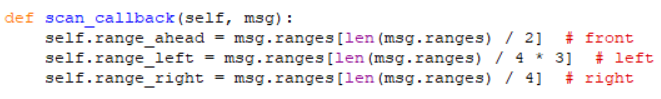 def scan_callback(self, msg):
    self.range_ahead = msg.ranges[len(msg.ranges) / 2]  # front
    self.range_left = msg.ranges[len(msg.ranges) / 4 * 3]  # left
    self.range_right = msg.ranges[len(msg.ranges) / 4]  # right